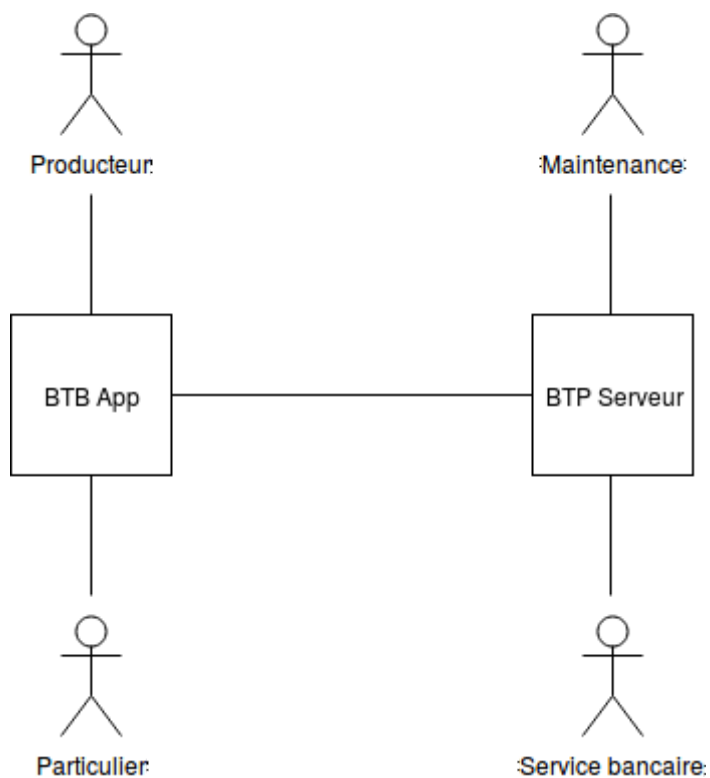 Producteur:
:Maintenance:
BTB App
BTP Serveur
Particulier:
:Service bancaire: